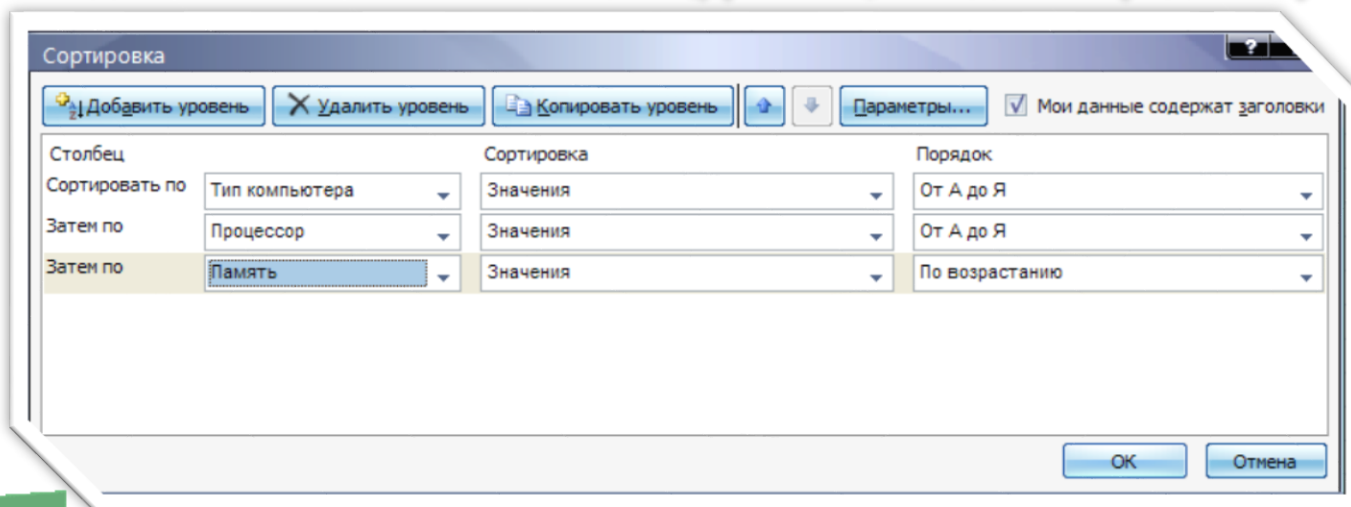 Сортировка
?
Добавить уровень Удалить уровень Копировать уровень Параметры... Мои данные содержат заголовки
Столбец Сортировка Порядок
Сортировать по Тип компьютера Значения От А до Я
Затем по Процессор Значения От А до Я
Затем по Память Значения По возрастанию
ОК Отмена